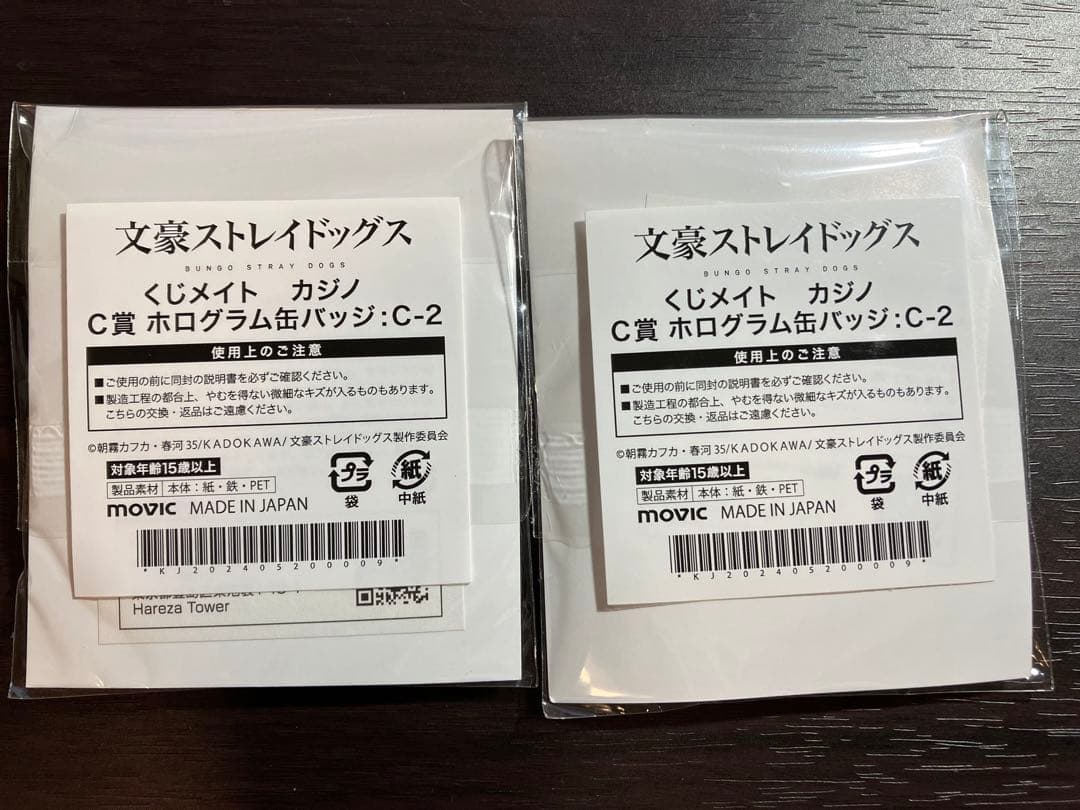 文豪ストレイドッグス
BUNGO STRAY DOGS
くじメイト カジノ
C賞 ホログラム缶バッジ:C-2
使用上のご注意
■ご使用の前に同封の説明書を必ずご確認ください。
■製造工程の都合上、やむを得ない微細なキズが入るものもあります。
こちらの交換・返品はご遠慮ください。
©朝霧カフカ・春河35/KADOKAWA/文豪ストレイドッグス製作委員会
対象年齢15歳以上
製品素材 本体:紙・鉄・PET
movic MADE IN JAPAN
プラ
袋
紙
中紙
*KJ202405200009*
Hareza Tower
文豪ストレイドッグス
BUNGO STRAY DOGS
くじメイト カジノ
C賞 ホログラム缶バッジ:C-2
使用上のご注意
■ご使用の前に同封の説明書を必ずご確認ください。
■製造工程の都合上、やむを得ない微細なキズが入るものもあります。
こちらの交換・返品はご遠慮ください。
©朝霧カフカ・春河35/KADOKAWA/文豪ストレイドッグス製作委員会
対象年齢15歳以上
製品素材 本体:紙・鉄・PET
movic MADE IN JAPAN
プラ
袋
紙
中紙
*KJ202405200009*